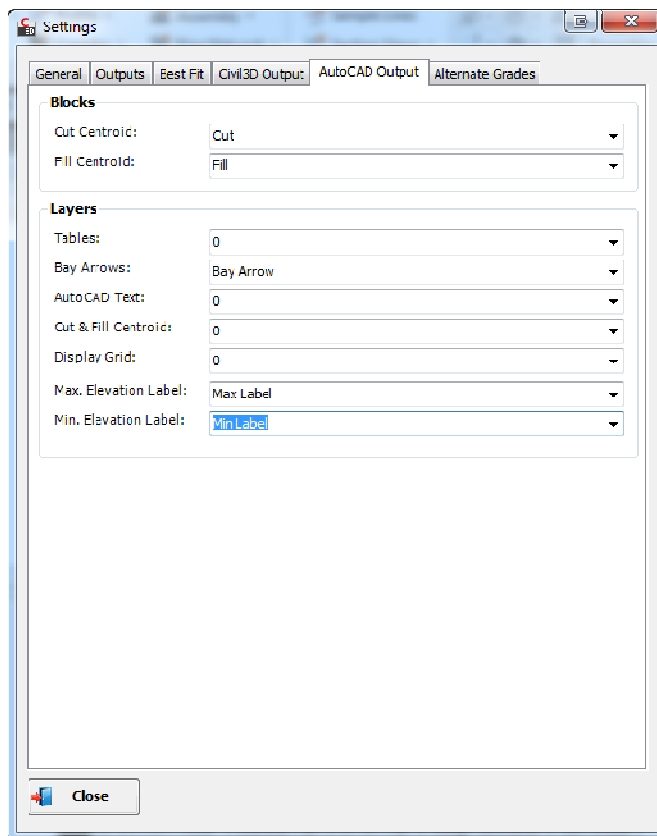 Settings
General Outputs Best Fit Civil3D Output AutoCAD Output Alternate Grades
Blocks
Cut Centroid: Cut
Fill Centroid: Fill
Layers
Tables: 0
Bay Arrows: Bay Arrow
AutoCAD Text: 0
Cut & Fill Centroid: 0
Display Grid: 0
Max. Elevation Label: Max Label
Min. Elevation Label: Min Label
Close